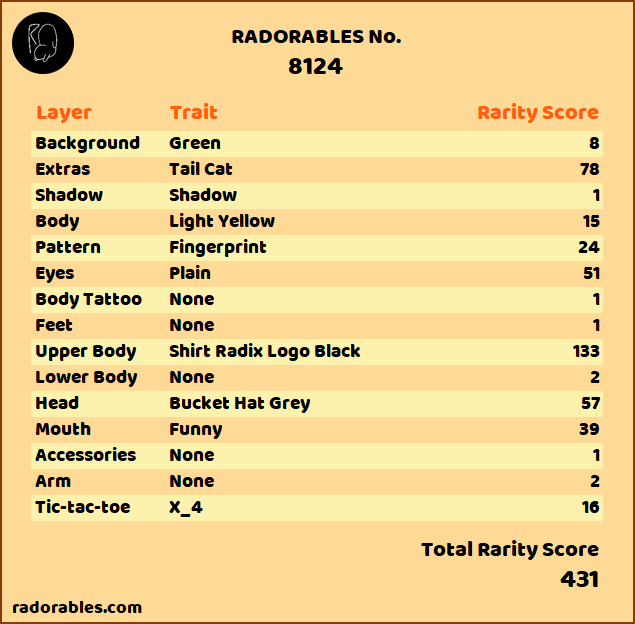 RADORABLES No.
8124
Layer Trait Rarity Score
Background Green 8
Extras Tail Cat 78
Shadow Shadow 1
Body Light Yellow 15
Pattern Fingerprint 24
Eyes Plain 51
Body Tattoo None 1
Feet None 1
Upper Body Shirt Radix Logo Black 133
Lower Body None 2
Head Bucket Hat Grey 57
Mouth Funny 39
Accessories None 1
Arm None 2
Tic-tac-toe X_4 16
Total Rarity Score
431
radorables.com